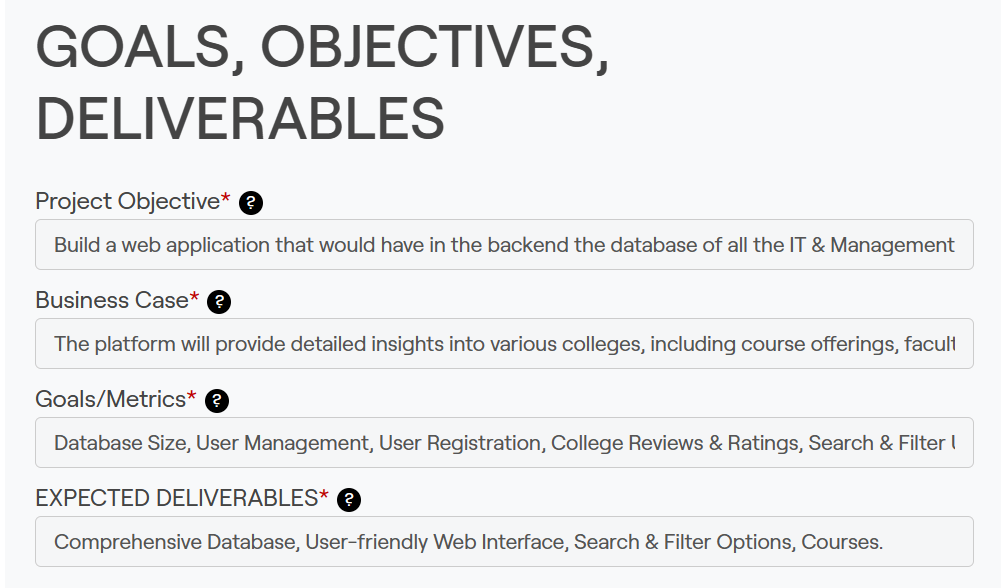 GOALS, OBJECTIVES,
DELIVERABLES
Project Objective* ?
Build a web application that would have in the backend the database of all the IT & Management
Business Case* ?
The platform will provide detailed insights into various colleges, including course offerings,
Goals/Metrics* ?
Database Size, User Management, User Registration, College Reviews & Ratings, Search & Filter
EXPECTED DELIVERABLES* ?
Comprehensive Database, User-friendly Web Interface, Search & Filter Options, Courses.